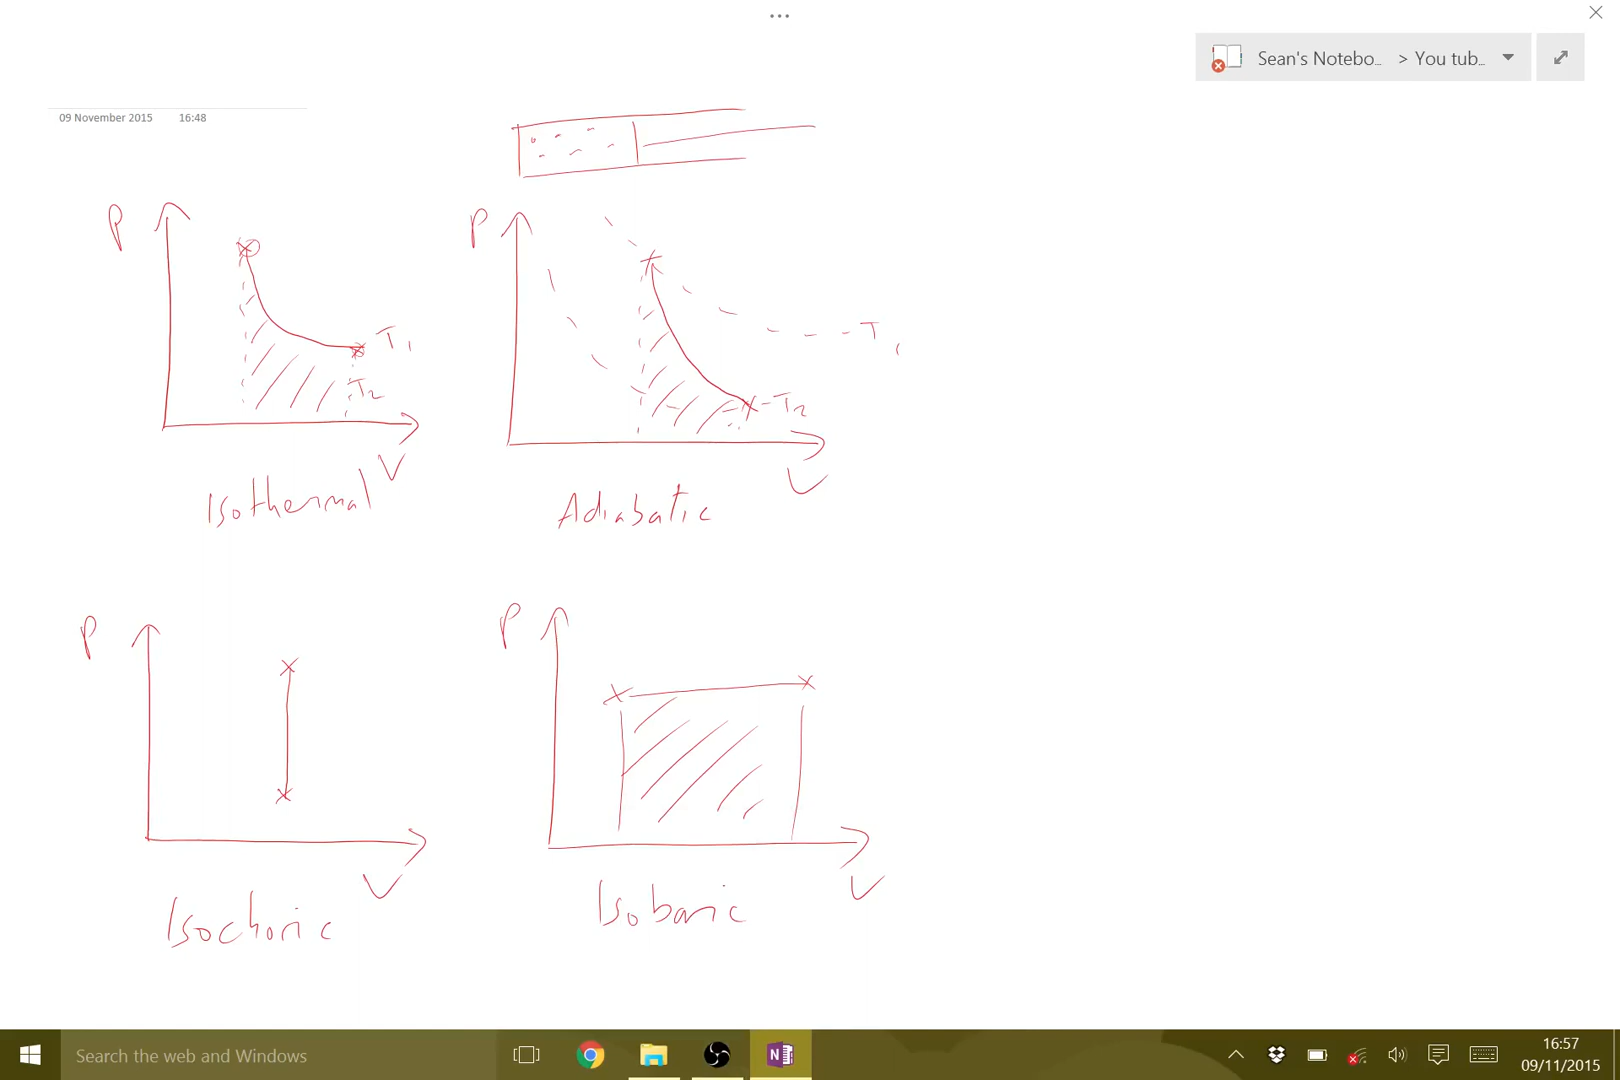 Sean's Notebo... > You tub...
09 November 2015 16:48
P
T1
T2
V
Isothermal
P
T1
T2
V
Adiabatic
P
V
Isochoric
P
V
Isobaric
Search the web and Windows
N
16:57
09/11/2015